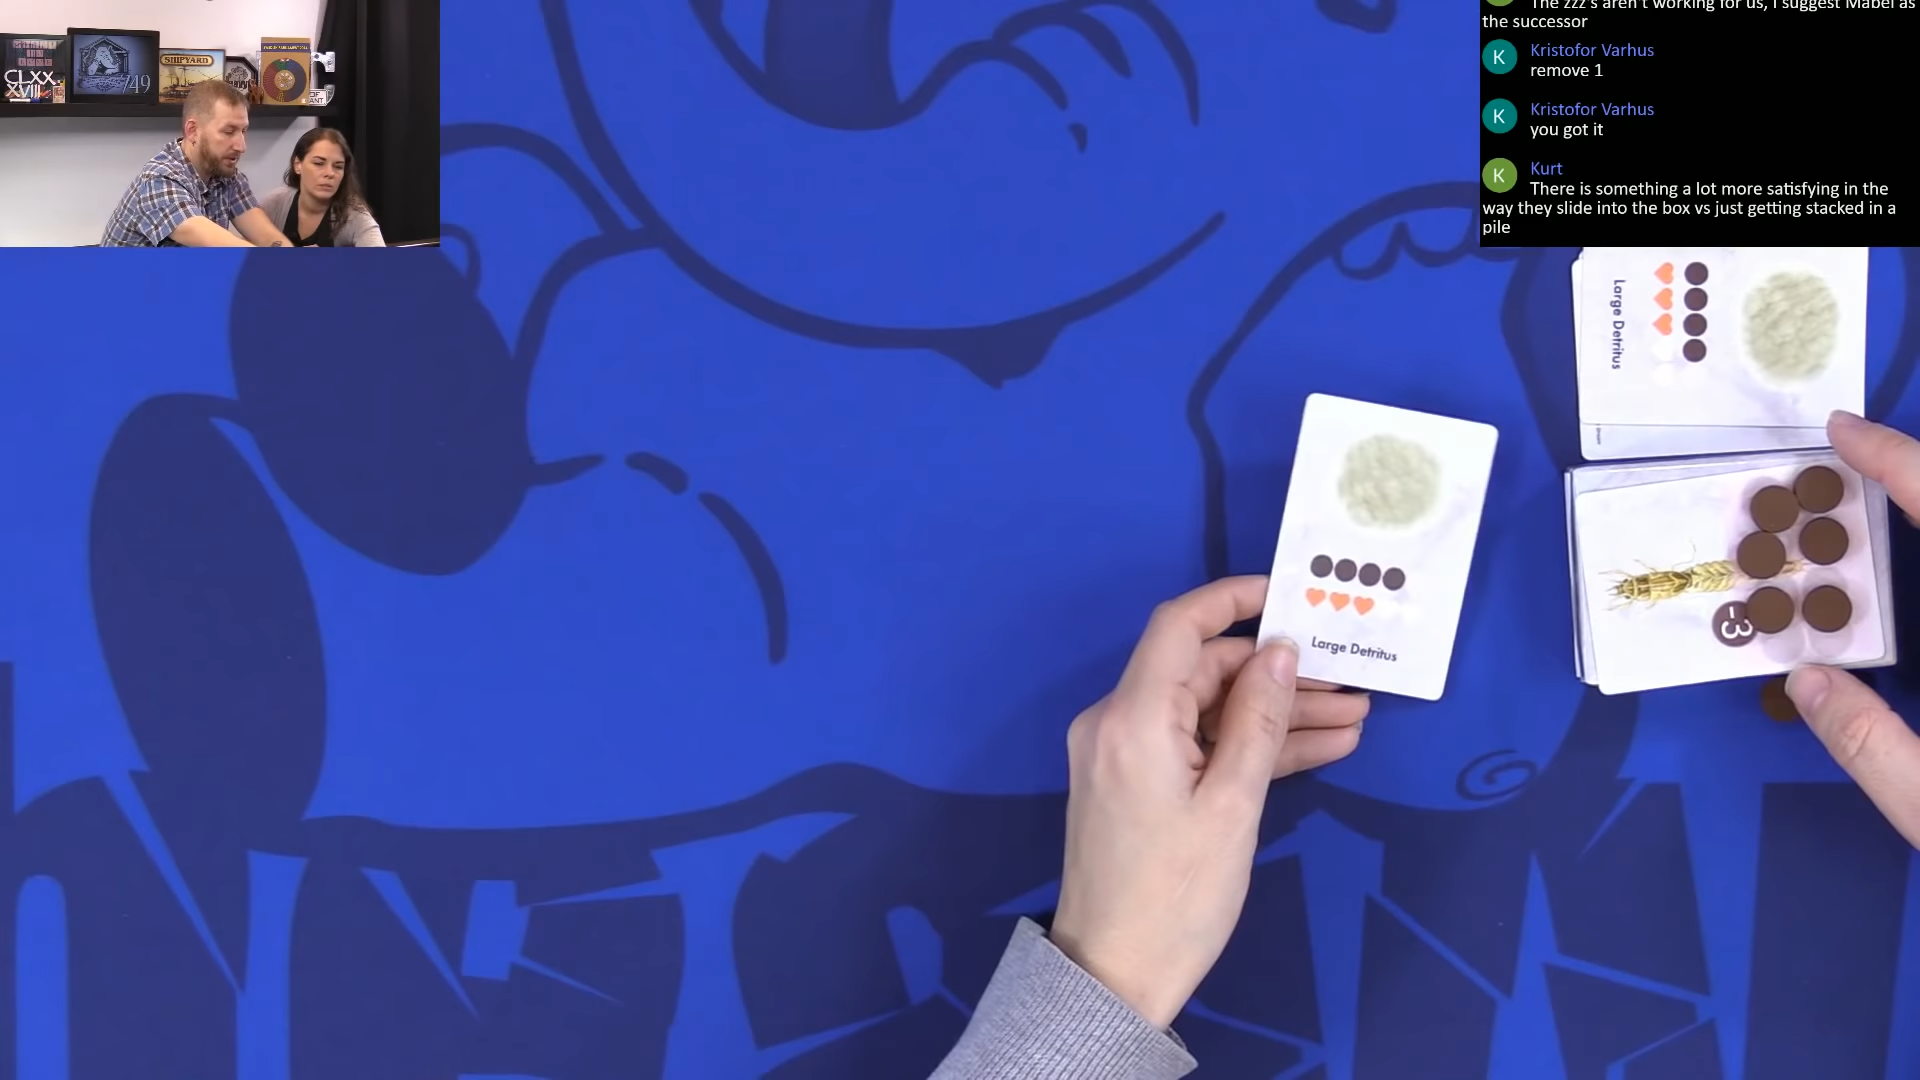 CLXX
XVIII
749
SHIPYARD
The zzz's aren't working for us, I suggest Mabel as
the successor
K
Kristofor Varhus
remove 1
K
Kristofor Varhus
you got it
K
Kurt
There is something a lot more satisfying in the
way they slide into the box vs just getting stacked in a
pile
Large Detritus
Large Detritus
-3